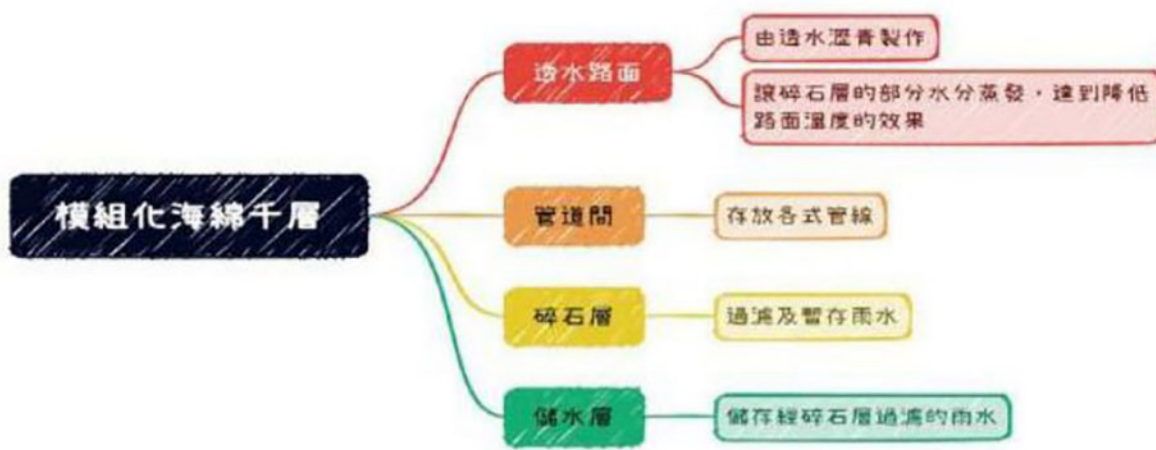 模組化海綿千層
透水路面
由透水瀝青製作
讓碎石層的部分水分蒸發，達到降低
路面溫度的效果
管道間
存放各式管線
碎石層
過濾及暫存雨水
儲水層
儲存經碎石層過濾的雨水